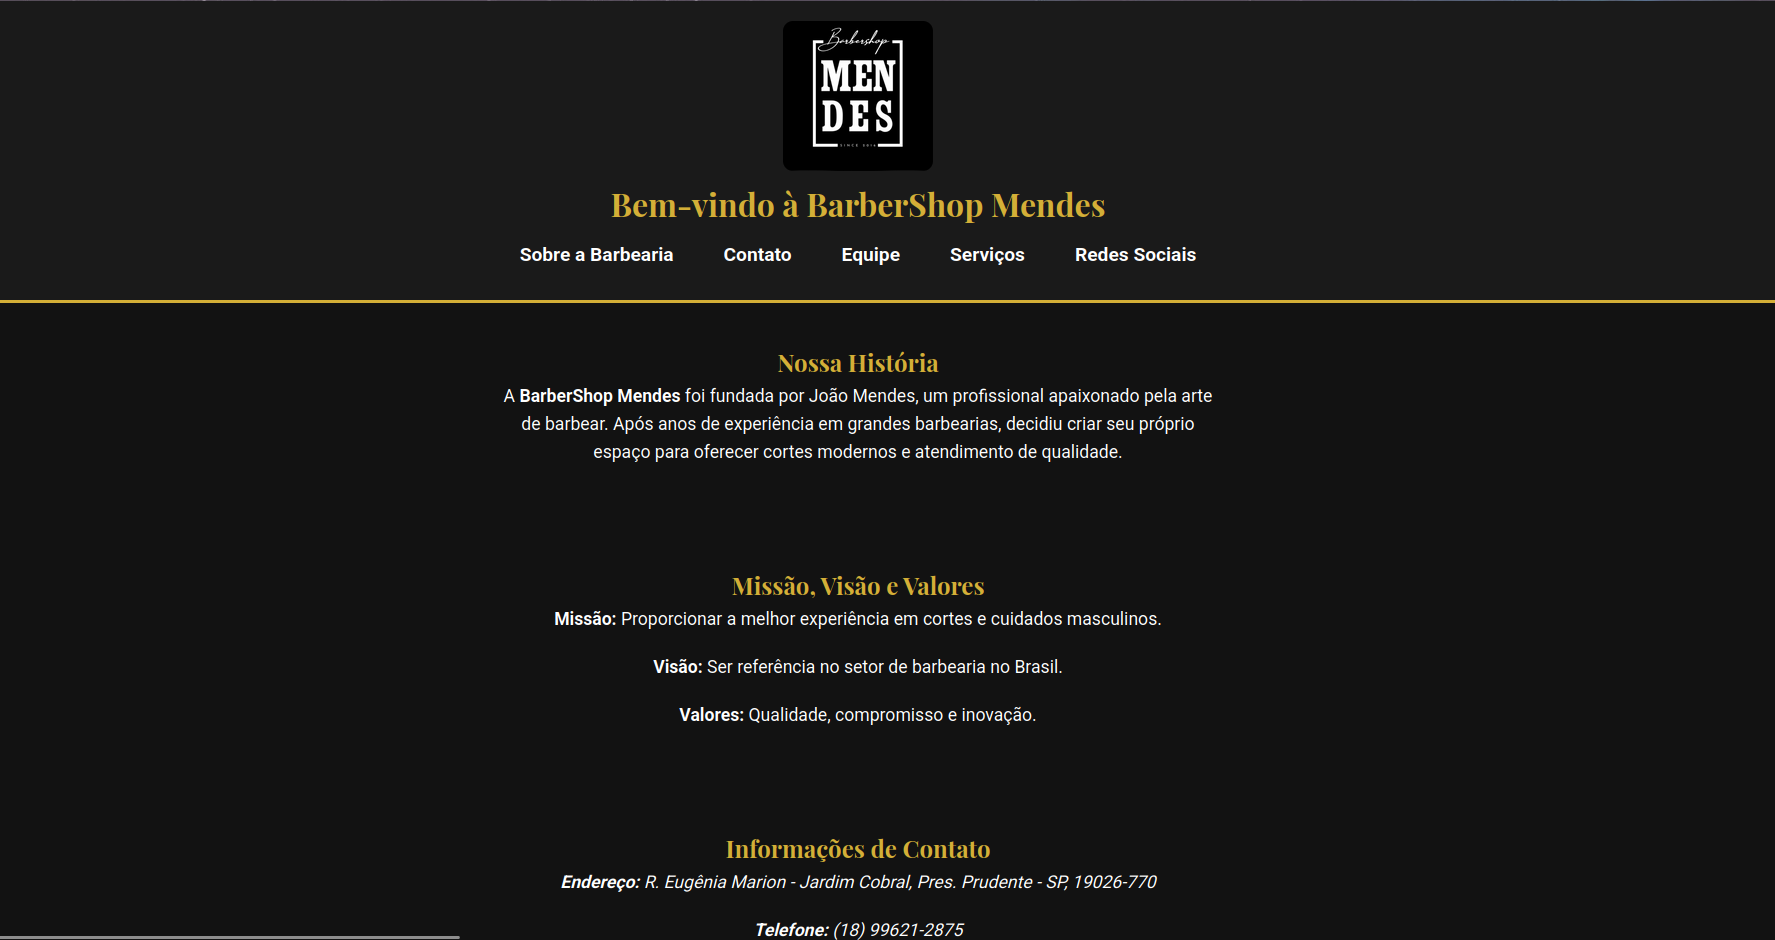 Barbershop
MEN
DES
SINCE 2014
Bem-vindo à BarberShop Mendes
Sobre a Barbearia Contato Equipe Serviços Redes Sociais
Nossa História
A BarberShop Mendes foi fundada por João Mendes, um profissional apaixonado pela arte
de barbear. Após anos de experiência em grandes barbearias, decidiu criar seu próprio
espaço para oferecer cortes modernos e atendimento de qualidade.
Missão, Visão e Valores
Missão: Proporcionar a melhor experiência em cortes e cuidados masculinos.
Visão: Ser referência no setor de barbearia no Brasil.
Valores: Qualidade, compromisso e inovação.
Informações de Contato
Endereço: R. Eugênia Marion - Jardim Cobral, Pres. Prudente - SP, 19026-770
Telefone: (18) 99621-2875